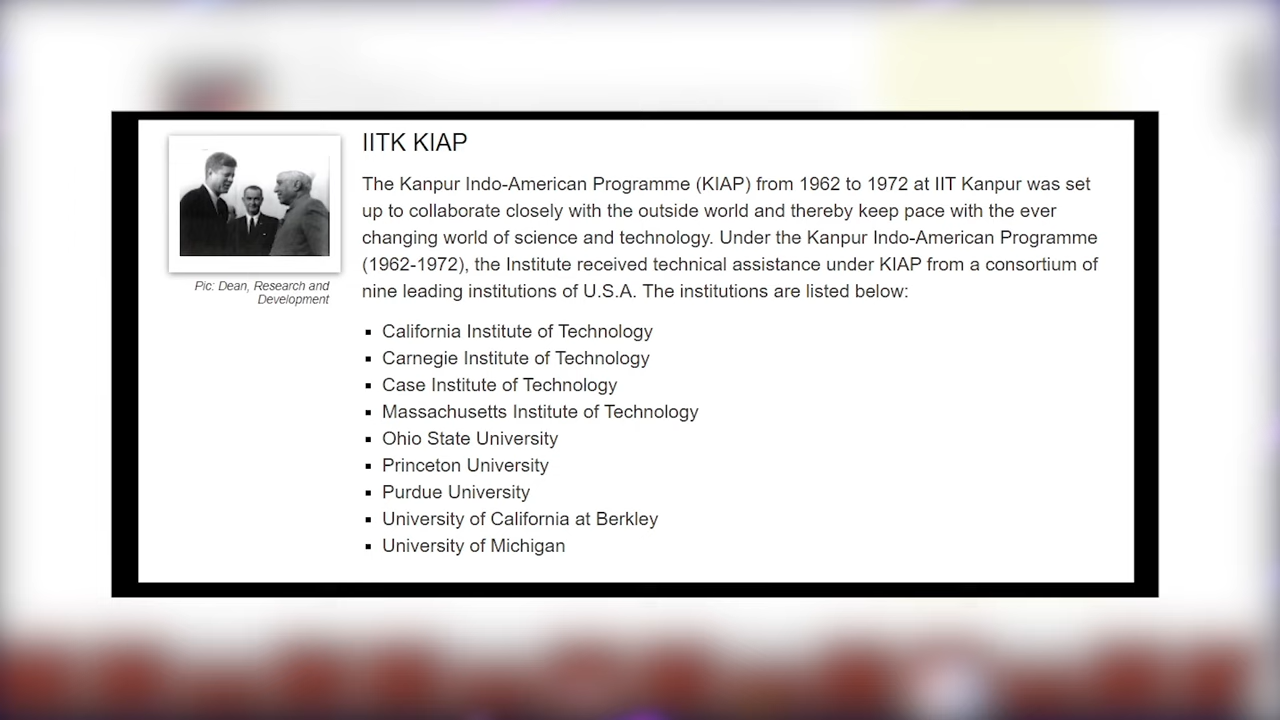 IITK KIAP
The Kanpur Indo-American Programme (KIAP) from 1962 to 1972 at IIT Kanpur was set
up to collaborate closely with the outside world and thereby keep pace with the ever
changing world of science and technology. Under the Kanpur Indo-American Programme
(1962-1972), the Institute received technical assistance under KIAP from a consortium of
nine leading institutions of U.S.A. The institutions are listed below:
Pic: Dean, Research and
Development
▪ California Institute of Technology
▪ Carnegie Institute of Technology
▪ Case Institute of Technology
▪ Massachusetts Institute of Technology
▪ Ohio State University
▪ Princeton University
▪ Purdue University
▪ University of California at Berkley
▪ University of Michigan